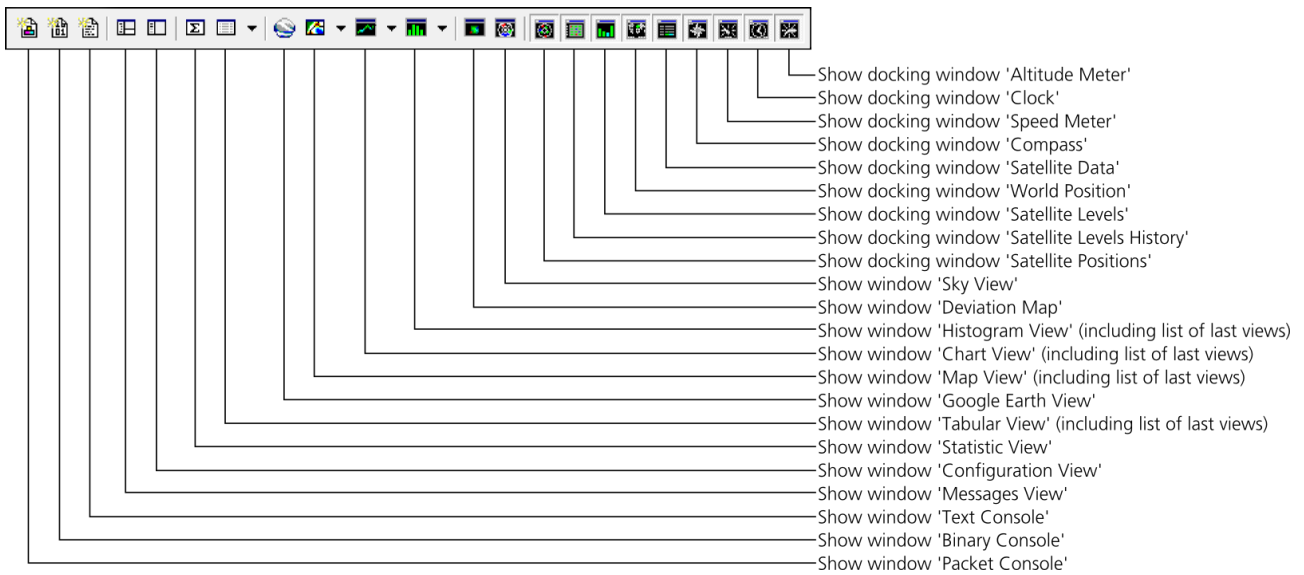 Show docking window 'Altitude Meter'
Show docking window 'Clock'
Show docking window 'Speed Meter'
Show docking window 'Compass'
Show docking window 'Satellite Data'
Show docking window 'World Position'
Show docking window 'Satellite Levels'
Show docking window 'Satellite Levels History'
Show docking window 'Satellite Positions'
Show window 'Sky View'
Show window 'Deviation Map'
Show window 'Histogram View' (including list of last views)
Show window 'Chart View' (including list of last views)
Show window 'Map View' (including list of last views)
Show window 'Google Earth View'
Show window 'Tabular View' (including list of last views)
Show window 'Statistic View'
Show window 'Configuration View'
Show window 'Messages View'
Show window 'Text Console'
Show window 'Binary Console'
Show window 'Packet Console'